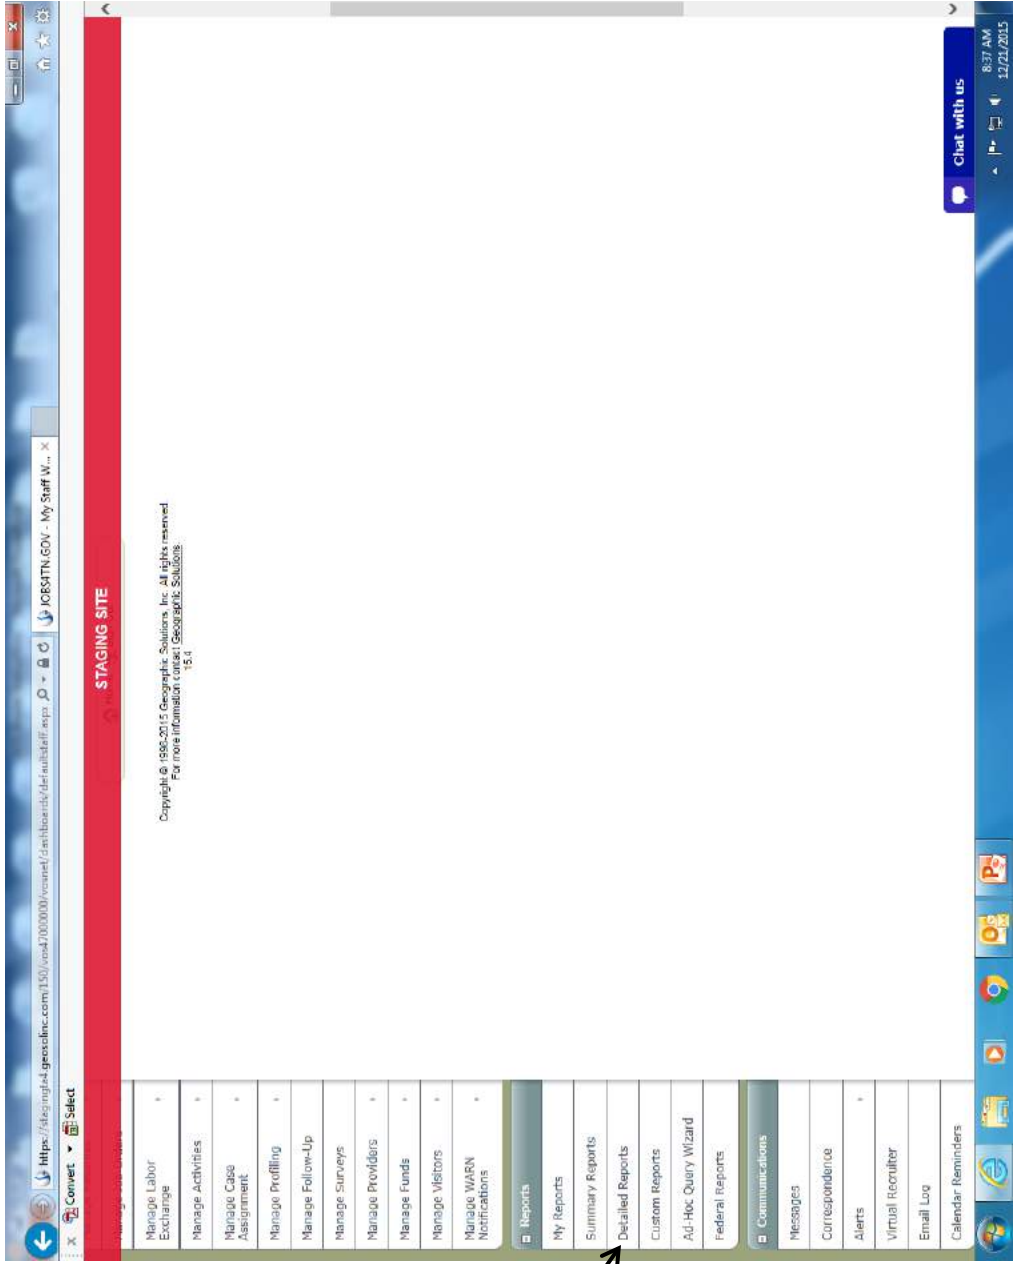 https://stagingfa4.geosolinc.com/150/vos47000000/vosnet/dashboards/defaultstaff.aspx
JOBS4TN.GOV - My Staff W...
Convert
Select
STAGING SITE
Manage Labor
Exchange
Manage Activities
Manage Case
Assignment
Manage Profiling
Manage Follow-Up
Manage Surveys
Manage Providers
Manage Funds
Manage Visitors
Manage WARN
Notifications
Reports
My Reports
Summary Reports
Detailed Reports
Custom Reports
Ad-Hoc Query Wizard
Federal Reports
Communications
Messages
Correspondence
Alerts
Virtual Recruiter
Email Log
Calendar Reminders
Copyright © 1998-2015 Geographic Solutions, Inc. All rights reserved.
For more information contact Geographic Solutions.
15.4
Chat with us
8:37 AM
12/21/2015